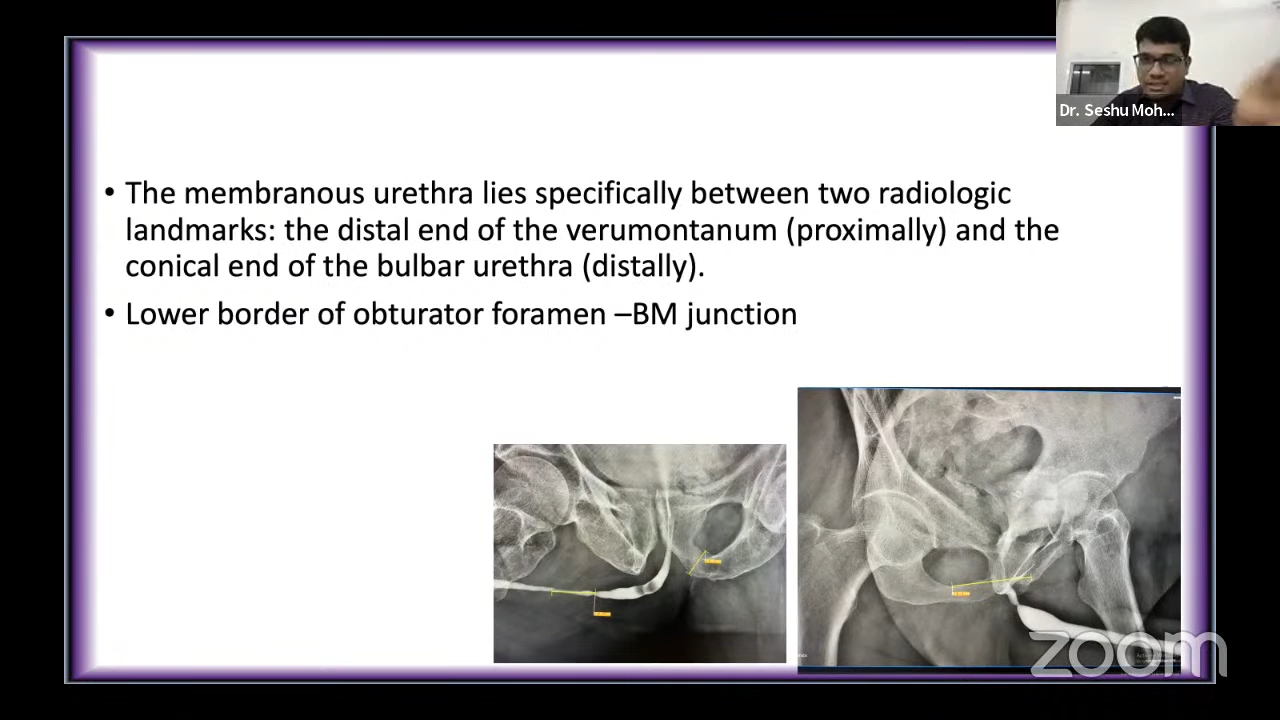 Dr. Seshu Moh...
• The membranous urethra lies specifically between two radiologic
landmarks: the distal end of the verumontanum (proximally) and the
conical end of the bulbar urethra (distally).
• Lower border of obturator foramen –BM junction
zoom